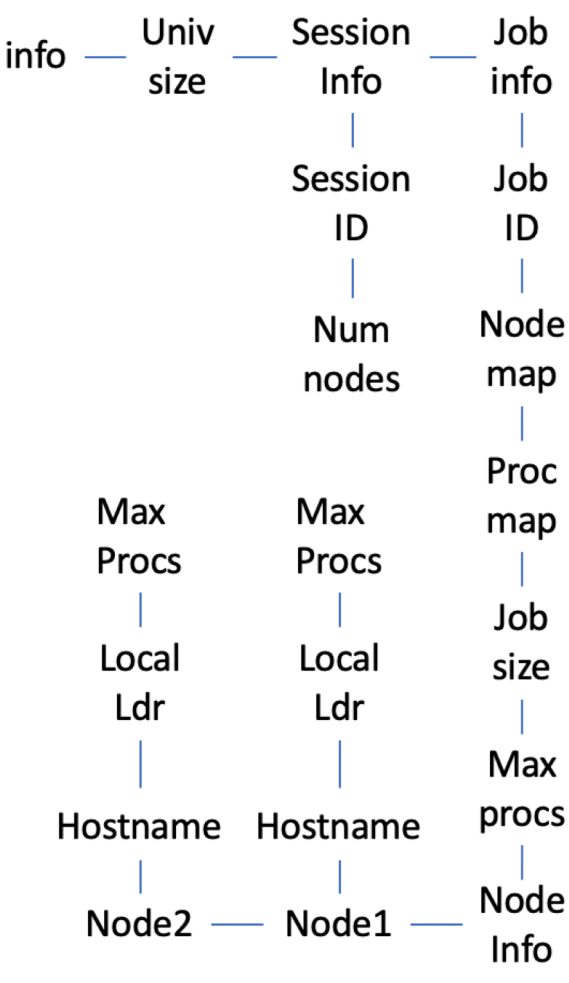 info
Univ
size
Session
Info
Job
info
Session
ID
Job
ID
Num
nodes
Node
map
Proc
map
Max
Procs
Max
Procs
Job
size
Local
Ldr
Local
Ldr
Max
procs
Hostname
Hostname
Node2
Node1
Node
Info